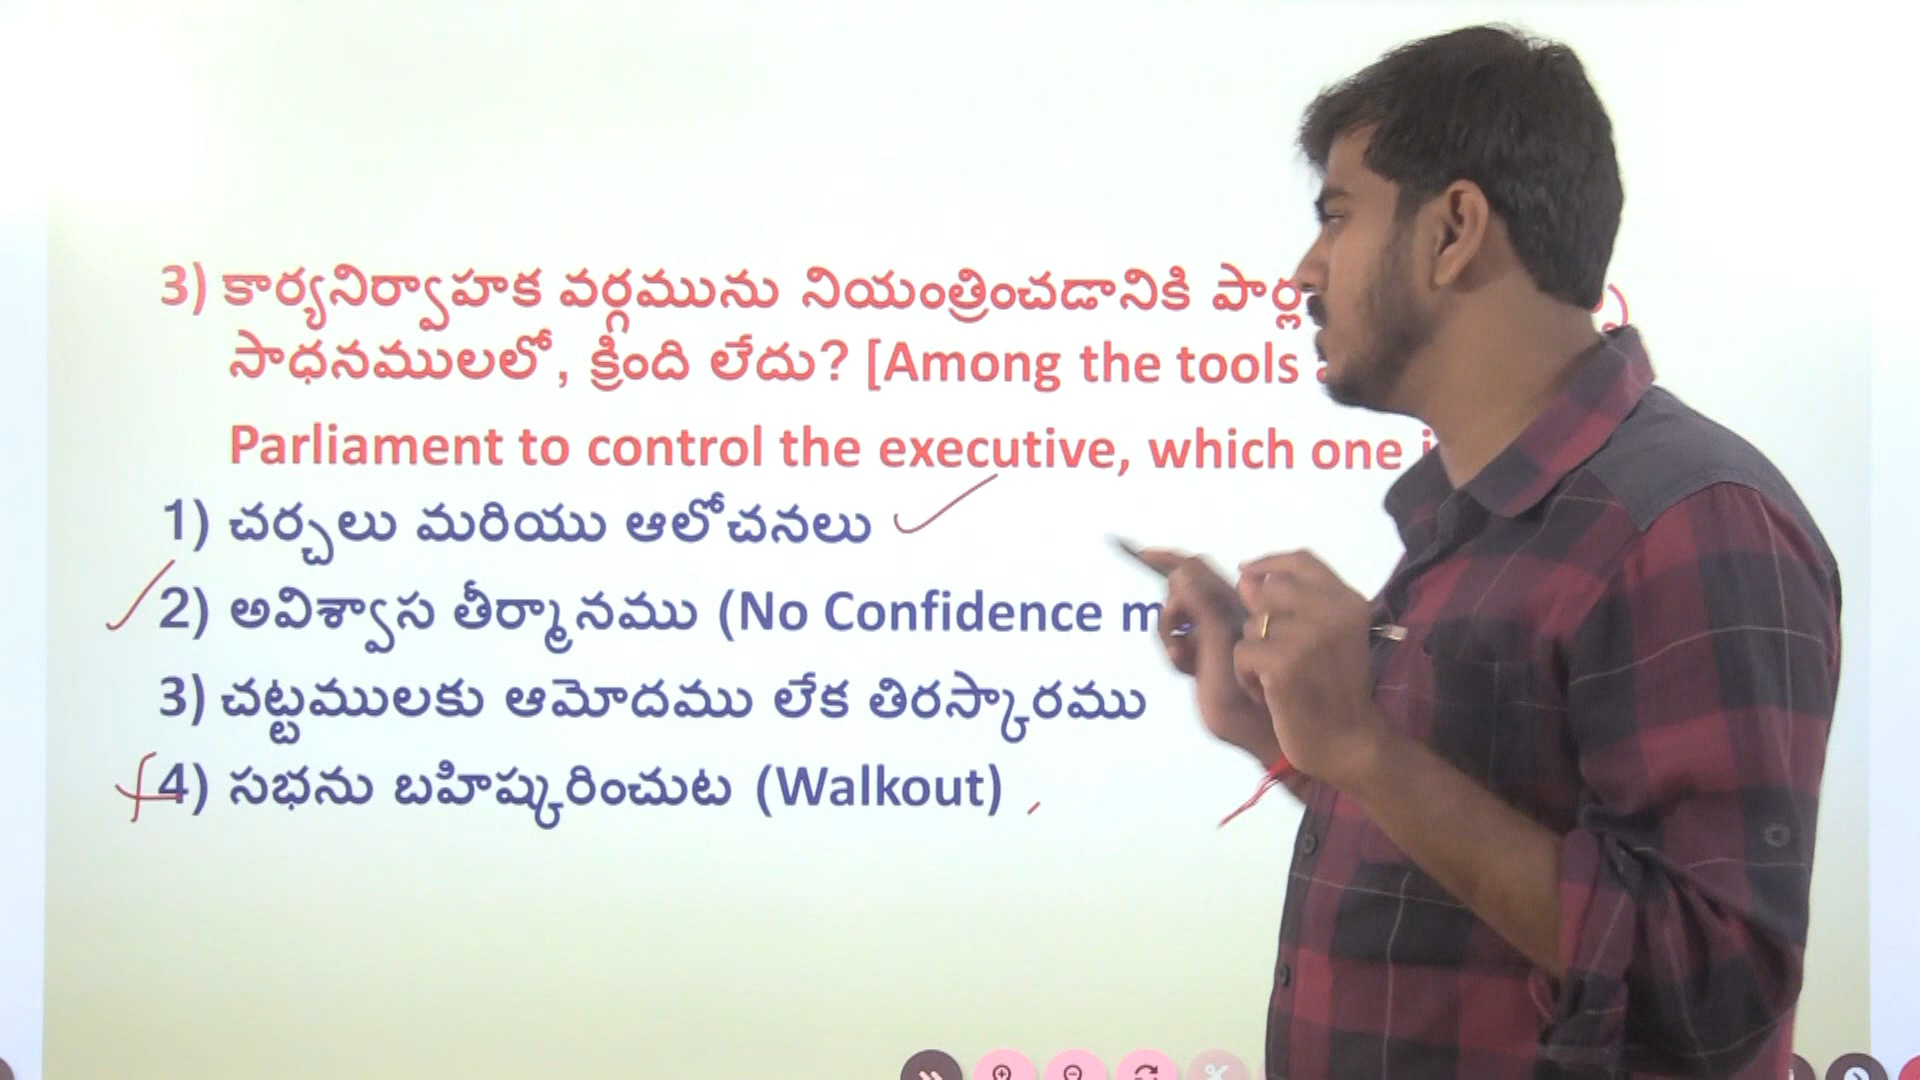 3) కార్యనిర్వాహక వర్గమును నియంత్రించడానికి
సాధనములలో, క్రింది లేదు? [Among the tools
Parliament to control the executive, which one
1) చర్చలు మరియు ఆలోచనలు
2) అవిశ్వాస తీర్మానము (No Confidence
3) చట్టములకు ఆమోదము లేక తిరస్కారము
4) సభను బహిష్కరించుట (Walkout)